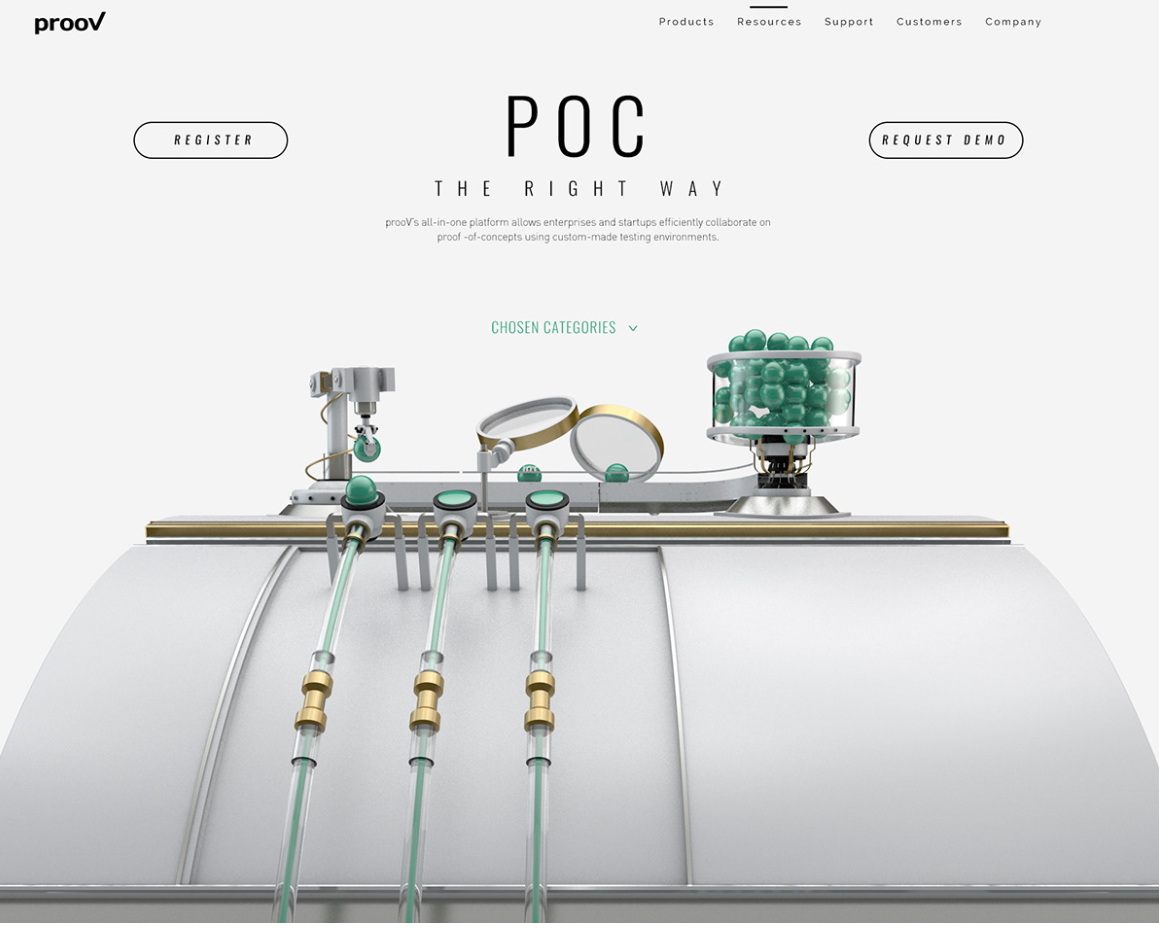 prooV
Products Resources Support Customers Company
POC
REGISTER
REQUEST DEMO
THE RIGHT WAY
prooV's all-in-one platform allows enterprises and startups efficiently collaborate on
proof -of-concepts using custom-made testing environments.
CHOSEN CATEGORIES